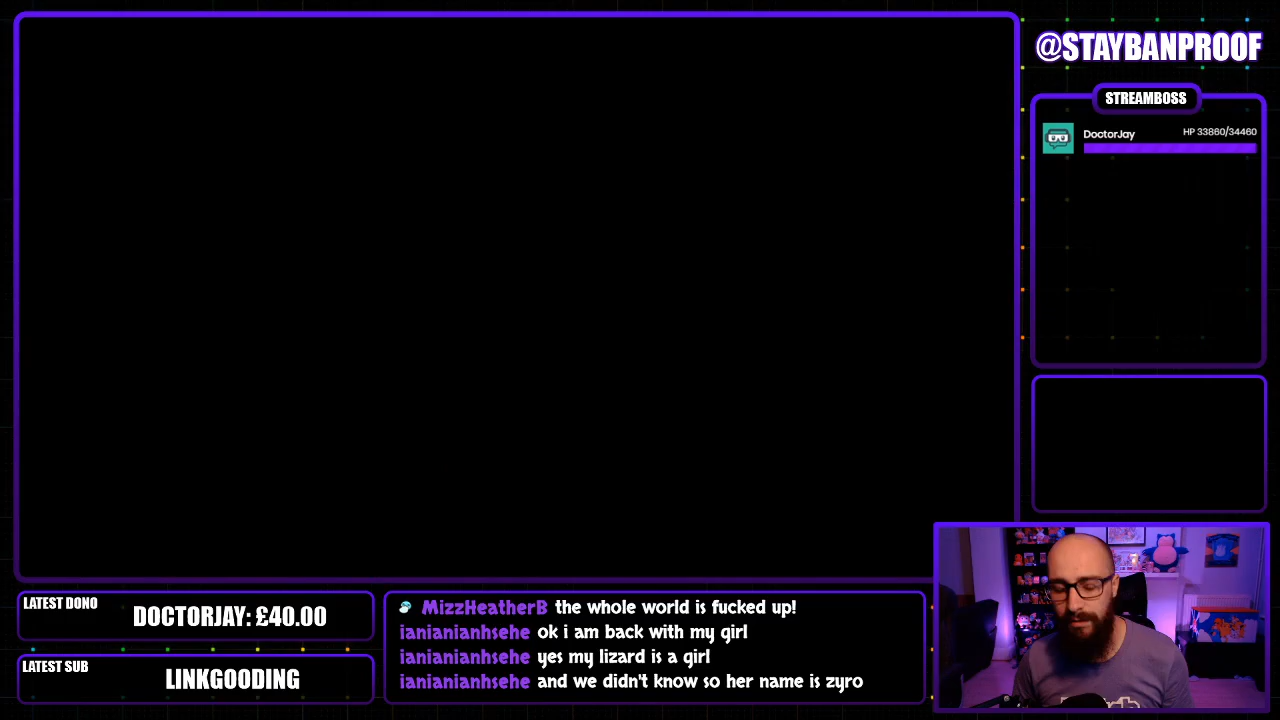 @STAYBANPROOF
STREAMBOSS
DoctorJay HP 33860/34460
LATEST DONO
DOCTORJAY: £40.00
LATEST SUB
LINKGOODING
MizzHeatherB the whole world is fucked up!
ianianianhsehe ok i am back with my girl
ianianianhsehe yes my lizard is a girl
ianianianhsehe and we didn't know so her name is zyro